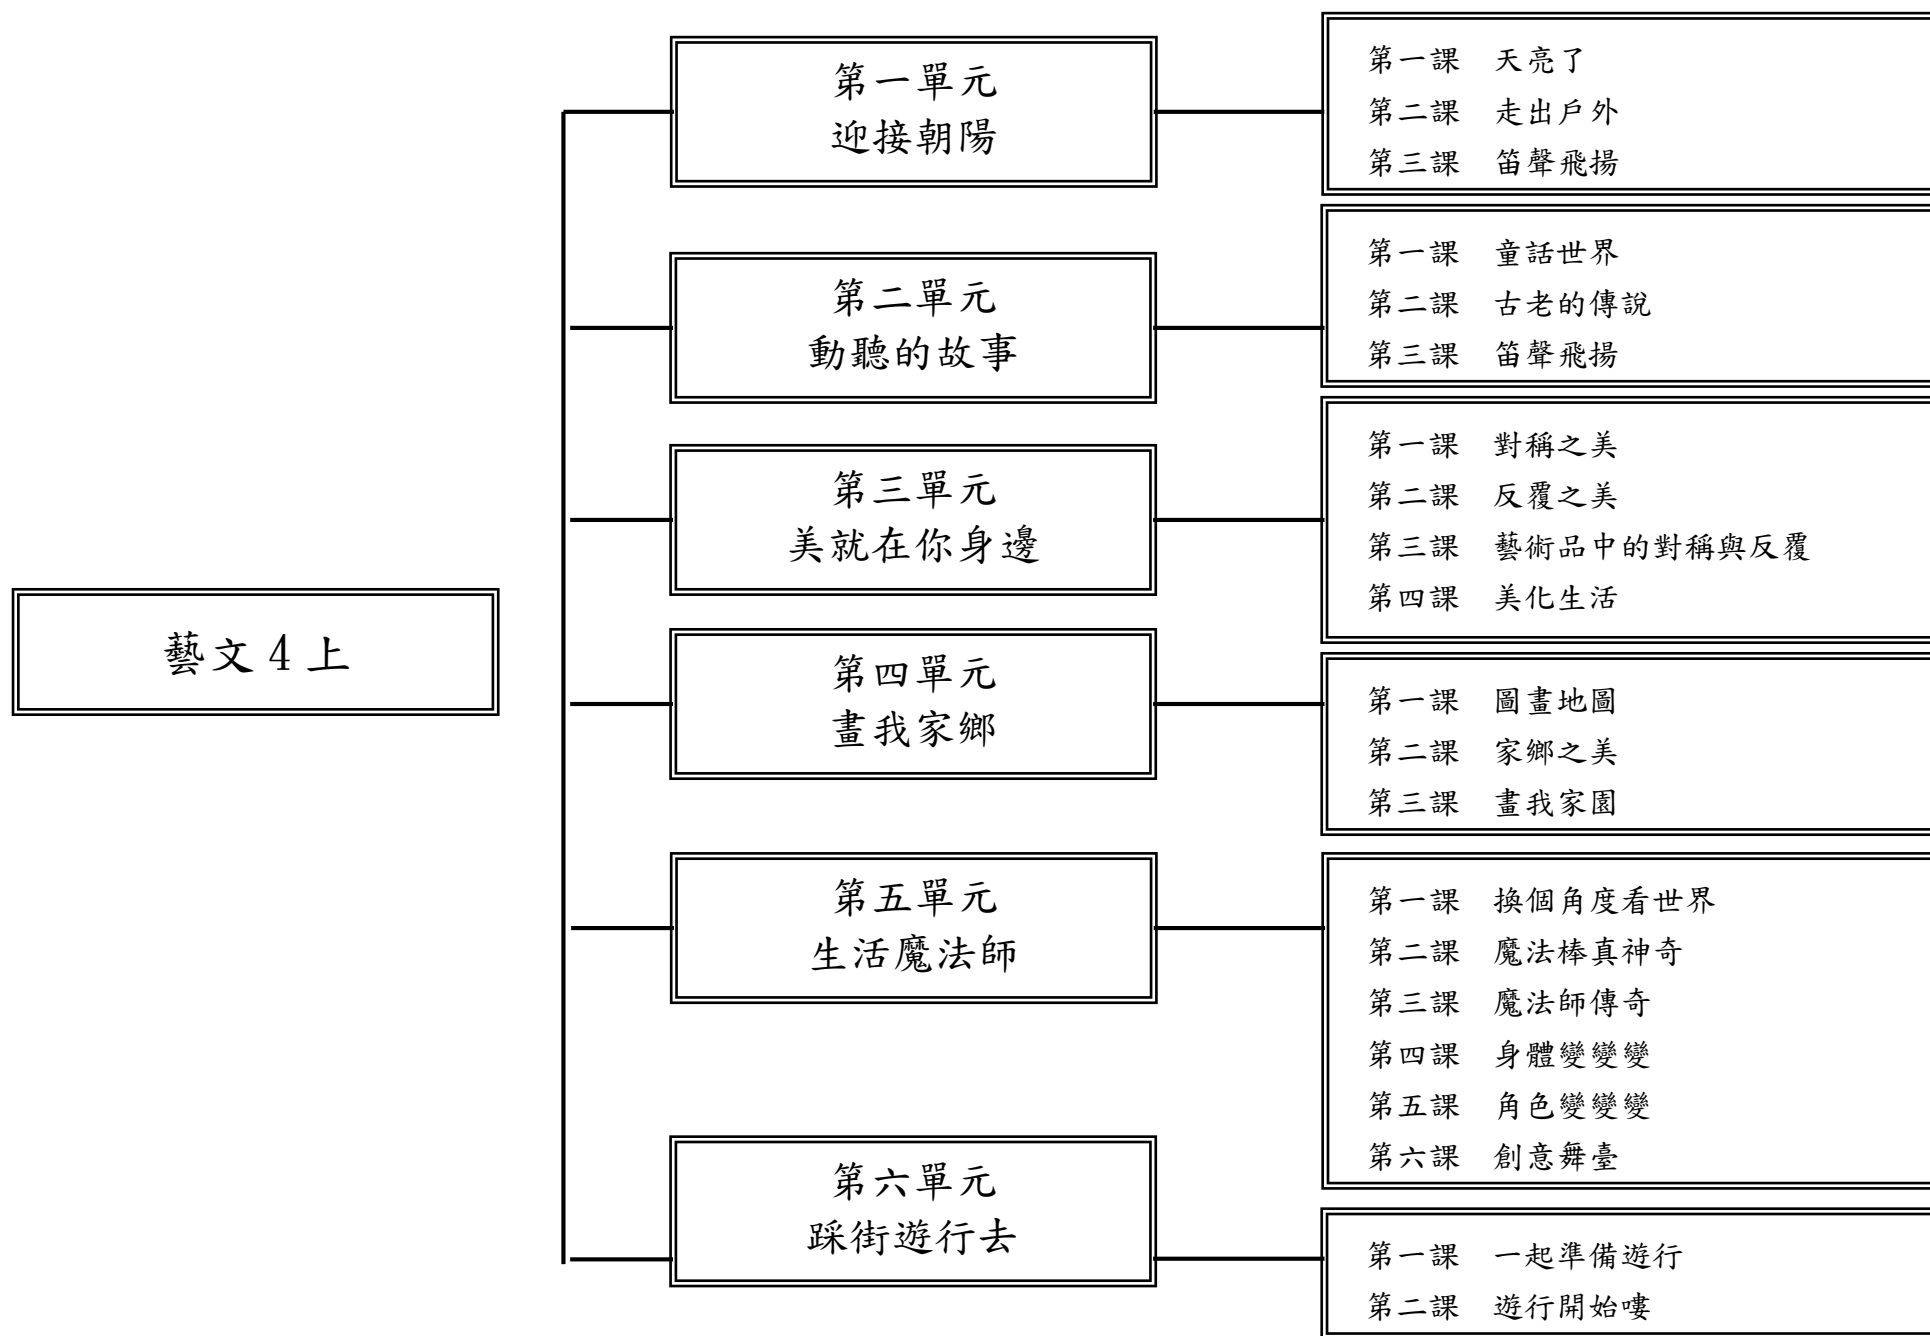 藝文4上
第一單元
迎接朝陽
第一課 天亮了
第二課 走出戶外
第三課 笛聲飛揚
第二單元
動聽的故事
第一課 童話世界
第二課 古老的傳說
第三課 笛聲飛揚
第三單元
美就在你身邊
第一課 對稱之美
第二課 反覆之美
第三課 藝術品中的對稱與反覆
第四課 美化生活
第四單元
畫我家鄉
第一課 圖畫地圖
第二課 家鄉之美
第三課 畫我家園
第五單元
生活魔法師
第一課 換個角度看世界
第二課 魔法棒真神奇
第三課 魔法師傳奇
第四課 身體變變變
第五課 角色變變變
第六課 創意舞臺
第六單元
踩街遊行去
第一課 一起準備遊行
第二課 遊行開始嘍